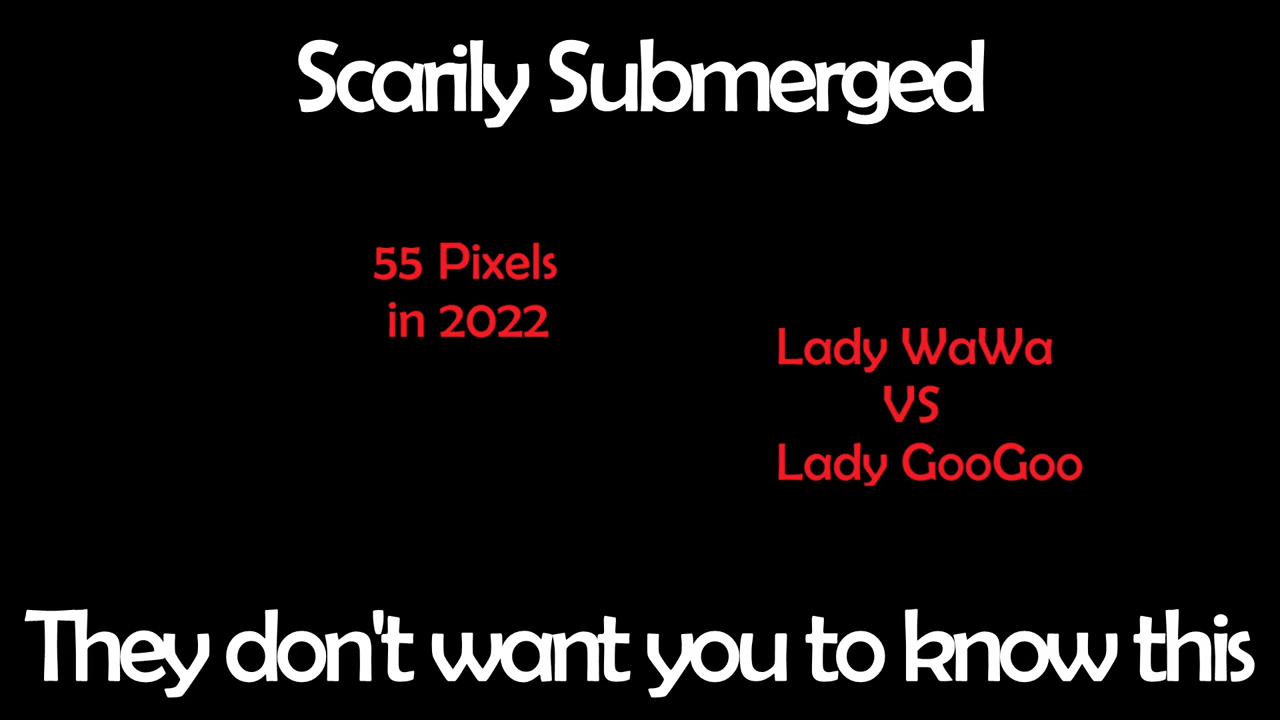 Scarily Submerged
55 Pixels
in 2022
Lady WaWa
VS
Lady GooGoo
They don't want you to know this